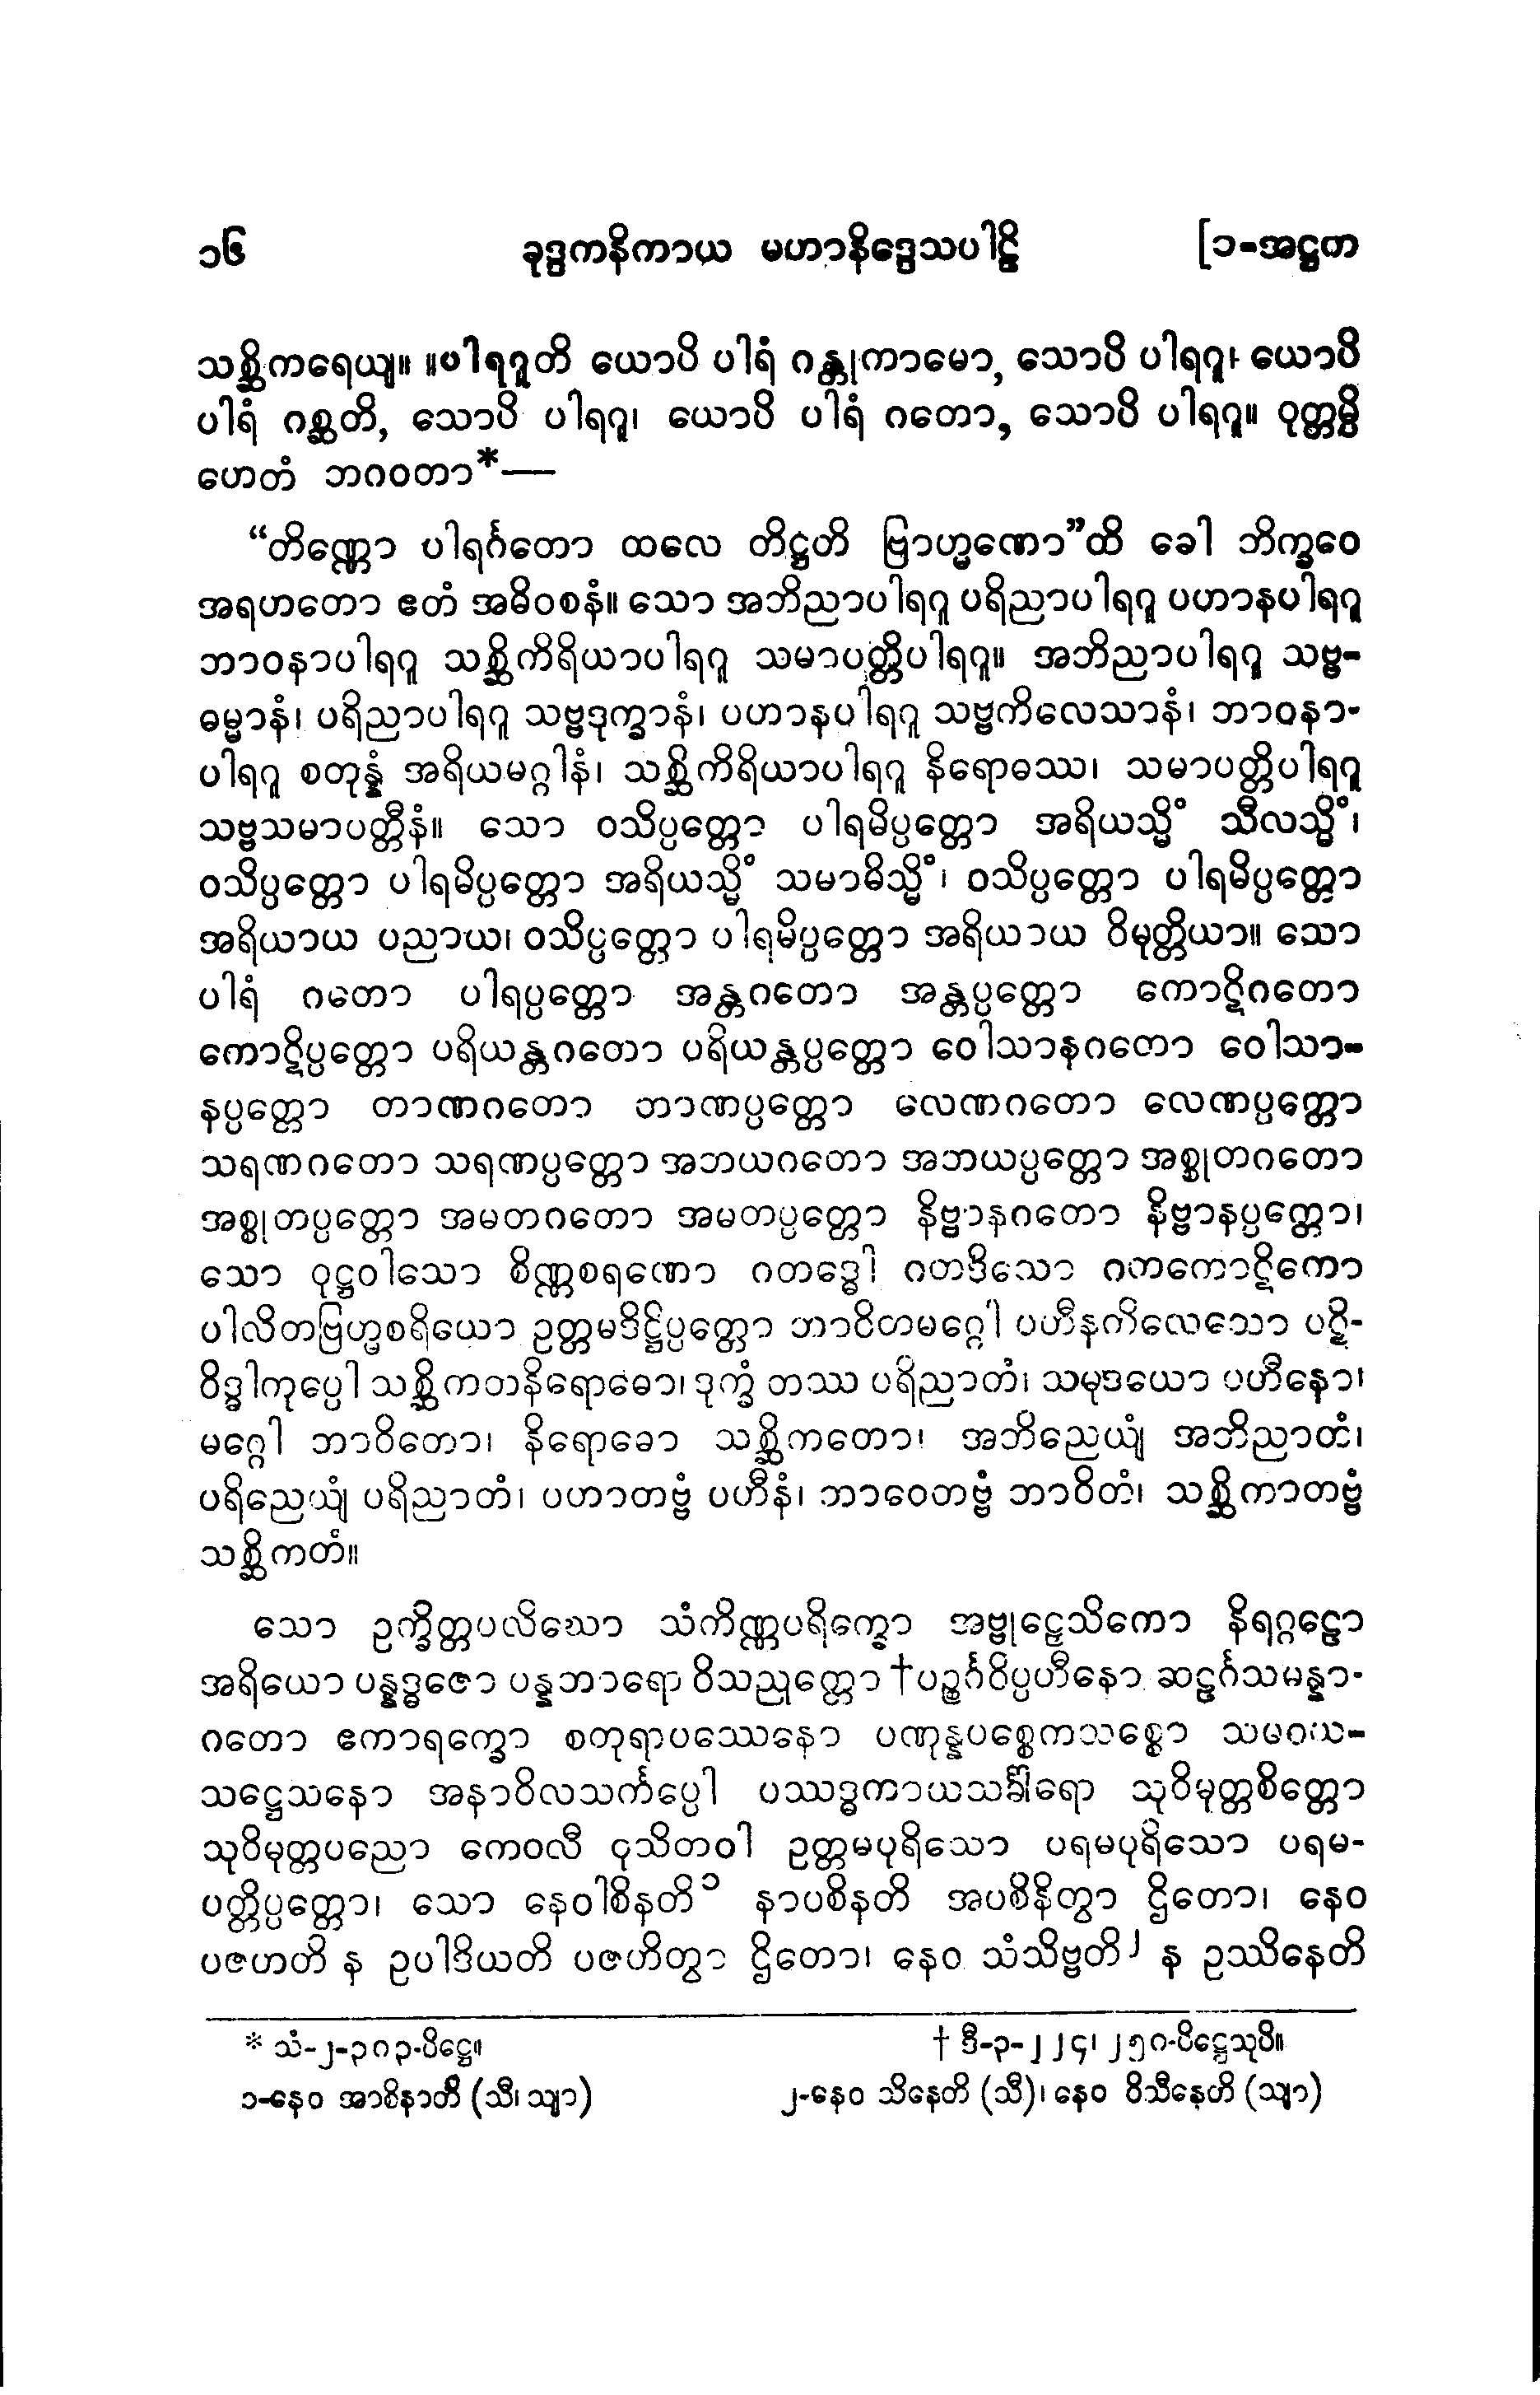 ၁၆ ခုဒ္ဒကနိကာယ မဟာနိဒ္ဒေသပါဠိ [၁-အဋ္ဌက
သစ္ဆိကရေယျ။ ။ပါရဂူတိ ယောပိ ပါရံ ဂန္တုကာမော, သောပိ ပါရဂူ၊ ယောပိ
ပါရံ ဂစ္ဆတိ, သောပိ ပါရဂူ၊ ယောပိ ပါရံ ဂတော, သောပိ ပါရဂူ။ ဝုတ္တမ္ပိ
ဟေတံ ဘဂဝတာ*—
“တိဏ္ဏော ပါရင်္ဂတော ထလေ တိဋ္ဌတိ ဗြာဟ္မဏော”ထိ ခေါ ဘိက္ခဝေ
အရဟတော ဧတံ အဓိဝစနံ။ သော အဘိညာပါရဂူ ပရိညာပါရဂူ ပဟာနပါရဂူ
ဘာဝနာပါရဂူ သစ္ဆိကိရိယာပါရဂူ သမာပတ္တိပါရဂူ။ အဘိညာပါရဂူ သဗ္ဗ-
ဓမ္မာနံ၊ ပရိညာပါရဂူ သဗ္ဗဒုက္ခာနံ၊ ပဟာနပါရဂူ သဗ္ဗကိလေသာနံ၊ ဘာဝနာ-
ပါရဂူ စတုန္နံ အရိယမဂ္ဂါနံ၊ သစ္ဆိကိရိယာပါရဂူ နိရောဓဿ၊ သမာပတ္တိပါရဂူ
သဗ္ဗသမာပတ္တီနံ။ သော ဝသိပ္ပတ္တော ပါရမိပ္ပတ္တော အရိယသ္မိံ သီလသ္မိံ၊
ဝသိပ္ပတ္တော ပါရမိပ္ပတ္တော အရိယသ္မိံ သမာဓိသ္မိံ၊ ဝသိပ္ပတ္တော ပါရမိပ္ပတ္တော
အရိယာယ ပညာယ၊ ဝသိပ္ပတ္တော ပါရမိပ္ပတ္တော အရိယာယ ဝိမုတ္တိယာ။ သော
ပါရံ ဂတော ပါရပ္ပတ္တော အန္တဂတော အန္တပ္ပတ္တော ကောဋိဂတော
ကောဋိပ္ပတ္တော ပရိယန္တဂတော ပရိယန္တပ္ပတ္တော ဝေါသာနဂတော ဝေါသာ-
နပ္ပတ္တော တာဏဂတော တာဏပ္ပတ္တော လေဏဂတော လေဏပ္ပတ္တော
သရဏဂတော သရဏပ္ပတ္တော အဘယဂတော အဘယပ္ပတ္တော အစ္စုတဂတော
အစ္စုတပ္ပတ္တော အမတဂတော အမတပ္ပတ္တော နိဗ္ဗာနဂတော နိဗ္ဗာနပ္ပတ္တော၊
သော ဝုဋ္ဌဝါသော စိဏ္ဏစရဏော ဂတဒ္ဓေါ ဂတဒိသော ဂတကောဋိကော
ပါလိတဗြဟ္မစရိယော ဥတ္တမဒိဋ္ဌိပ္ပတ္တော ဘာဝိတမဂ္ဂေါ ပဟီနကိလေသော ပဋိ-
ဝိဒ္ဓါကုပ္ပေါ သစ္ဆိကတနိရောဓော၊ ဒုက္ခံ တဿ ပရိညာတံ၊ သမုဒယော ပဟီနော၊
မဂ္ဂေါ ဘာဝိတော၊ နိရောဓော သစ္ဆိကတော၊ အဘိညေယျံ အဘိညာတံ၊
ပရိညေယျံ ပရိညာတံ၊ ပဟာတဗ္ဗံ ပဟီနံ၊ ဘာဝေတဗ္ဗံ ဘာဝိတံ၊ သစ္ဆိကာတဗ္ဗံ
သစ္ဆိကတံ။
သော ဥက္ခိတ္တပလိဃော သံကိဏ္ဏပရိက္ခော အဗ္ဗုဠှေသိကော နိရဂ္ဂဠော
အရိယော ပန္နဒ္ဓဇော ပန္နဘာရော ဝိသညုတ္တော †ပဉ္စင်္ဂဝိပ္ပဟီနော ဆဠင်္ဂသမန္နာ-
ဂတော ဧကာရက္ခော စတုရာပဿေနော ပဏုန္နပစ္စေကသစ္စော သမဝယ-
သဋ္ဌေသနော အနာဝိလသင်္ကပ္ပေါ ပဿဒ္ဓကာယသင်္ခါရော သုဝိမုတ္တစိတ္တော
သုဝိမုတ္တပညော ကေဝလီ ဝုသိတဝါ ဥတ္တမပုရိသော ပရမပုရိသော ပရမ-
ပတ္တိပ္ပတ္တော၊ သော နေဝါစိနတိ၁ နာပစိနတိ အပစိနိတွာ ဌိတော၊ နေဝ
ပဇဟတိ န ဥပါဒိယတိ ပဇဟိတွာ ဌိတော၊ နေဝ သံသိဗ္ဗတိ၂ န ဥဿိနေတိ
* သံ-၂-၃၈၃-ပိဋ္ဌေ။ † ဒီ-၃-၂၂၄၊ ၂၅၈-ပိဋ္ဌေသုပိ။
၁-နေဝ အာစိနာတိ (သီ၊ သျာ) ၂-နေဝ သိနေတိ (သီ)၊ နေဝ ဝိသီနေတိ (သျာ)